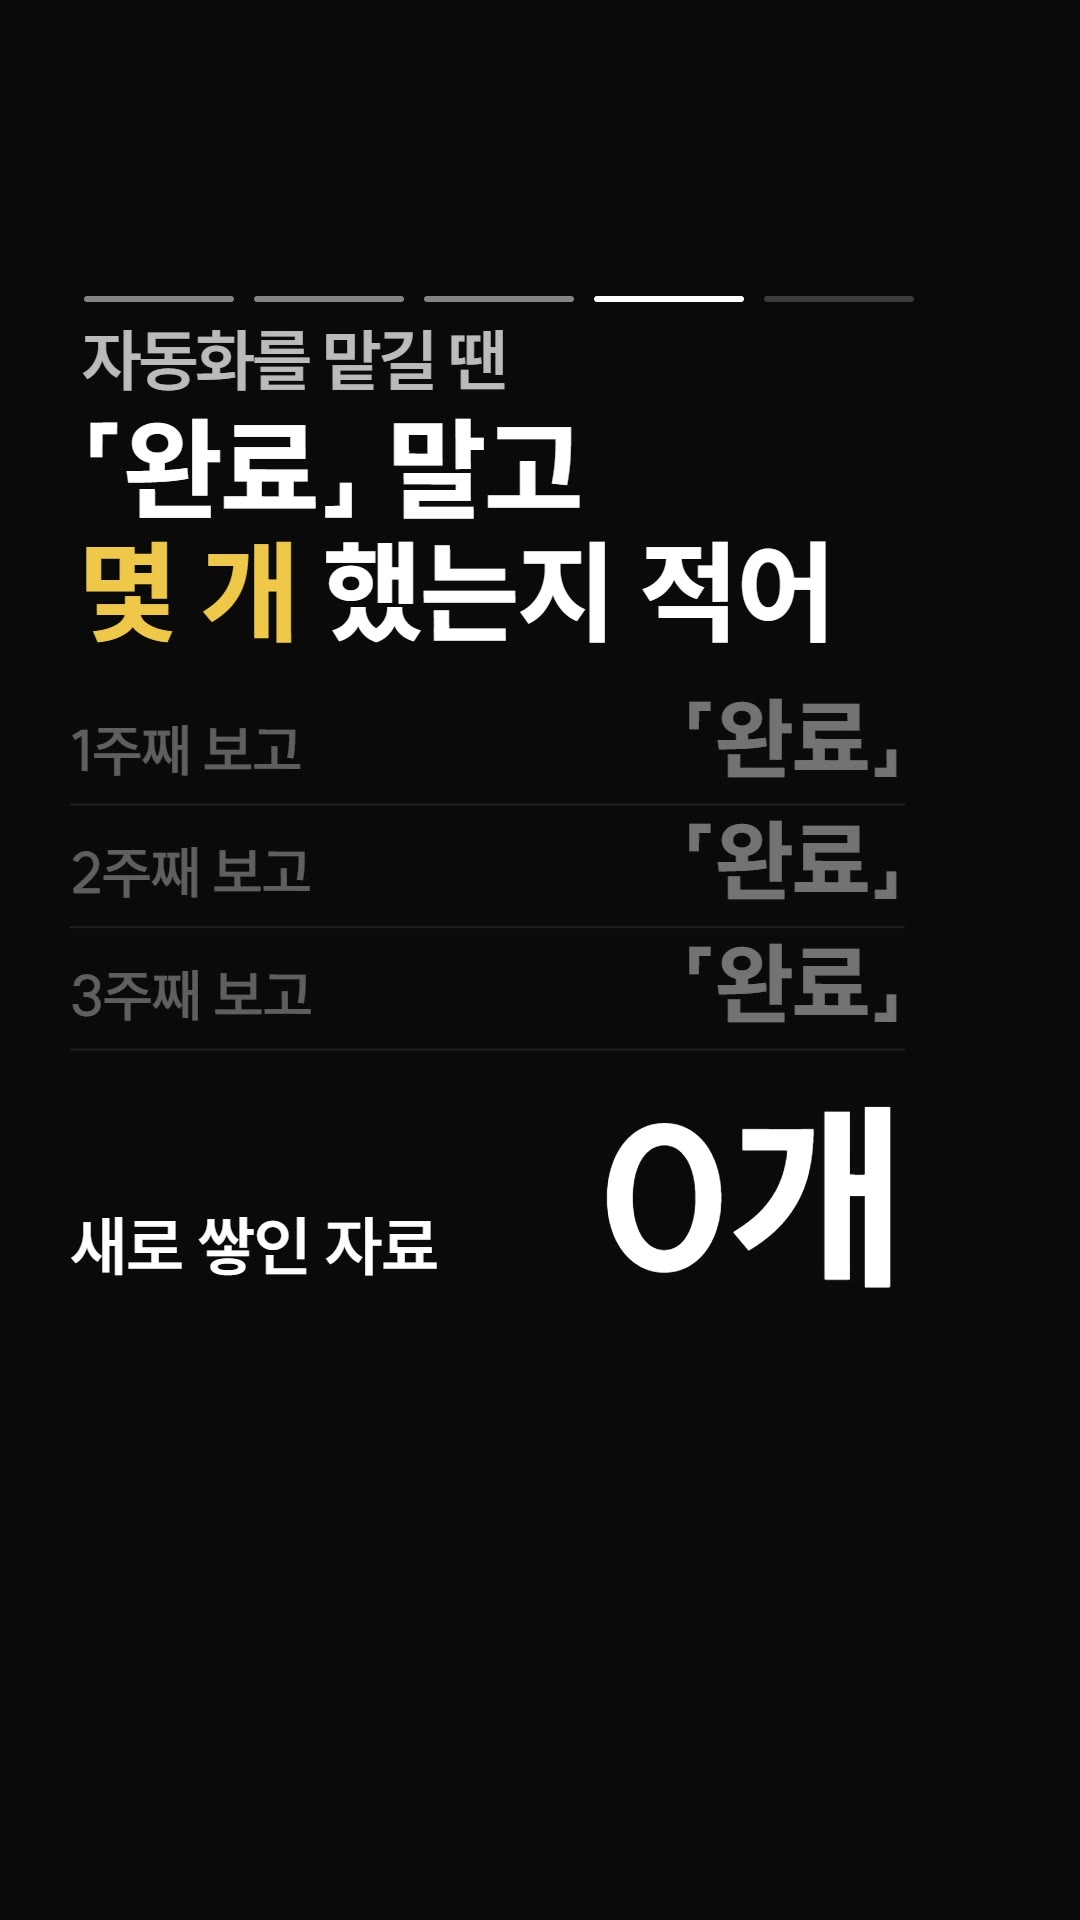 자동화를 맡길 땐
「완료」 말고
몇 개 했는지 적어
1주째 보고 「완료」
2주째 보고 「완료」
3주째 보고 「완료」
새로 쌓인 자료 0개